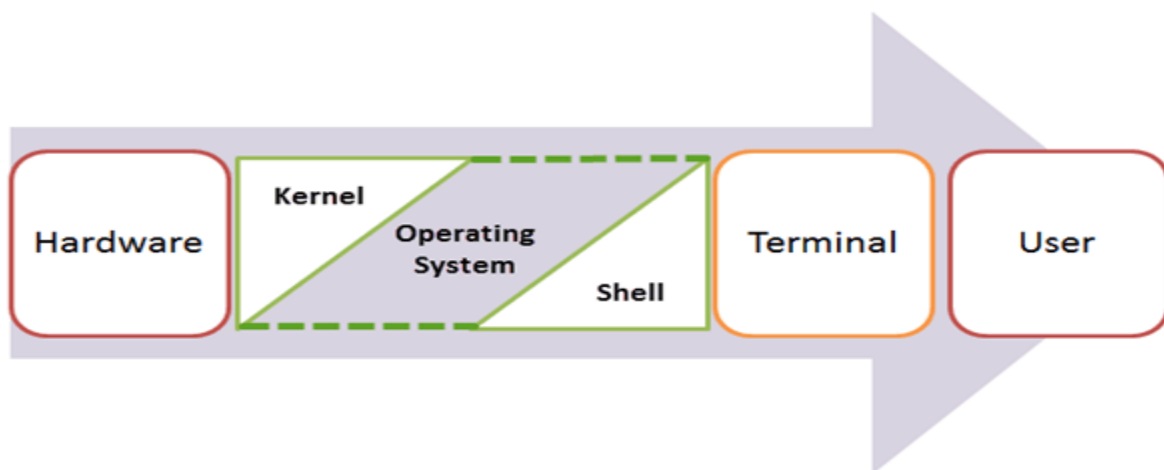 Hardware
Kernel
Operating
System
Shell
Terminal
User